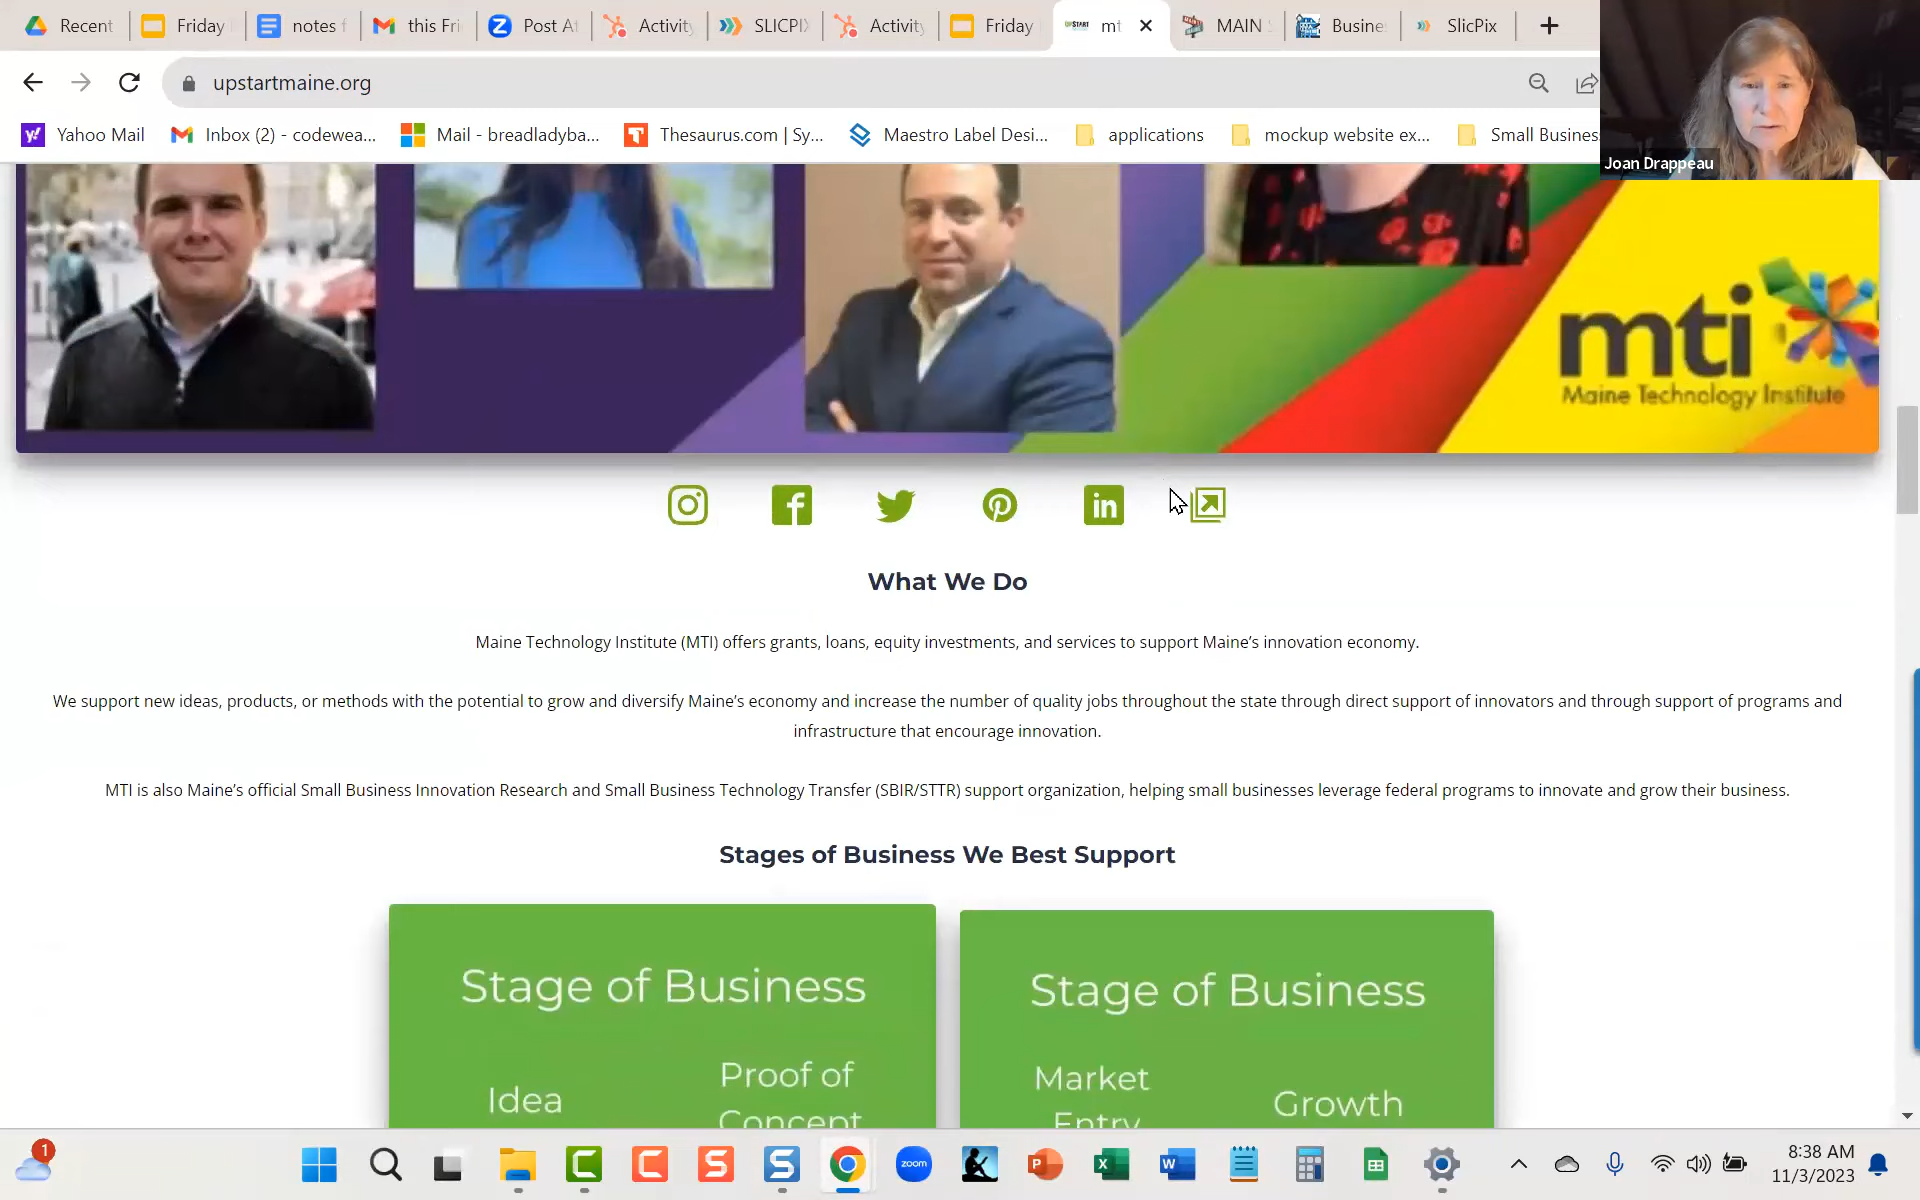 Recent
Friday
notes f
this Fri
Post At
Activity
SLICPIX
Activity
Friday
UPSTART
mt
MAIN
Busine
SlicPix
upstartmaine.org
Yahoo Mail
Inbox (2) - codewea...
Mail - breadladyba...
Thesaurus.com | Sy...
Maestro Label Desi...
applications
mockup website ex...
Small Business
Joan Drappeau
mti
Maine Technology Institute
What We Do
Maine Technology Institute (MTI) offers grants, loans, equity investments, and services to support Maine’s innovation economy.
We support new ideas, products, or methods with the potential to grow and diversify Maine’s economy and increase the number of quality jobs throughout the state through direct support of innovators and through support of programs and
infrastructure that encourage innovation.
MTI is also Maine’s official Small Business Innovation Research and Small Business Technology Transfer (SBIR/STTR) support organization, helping small businesses leverage federal programs to innovate and grow their business.
Stages of Business We Best Support
Stage of Business
Idea
Proof of
Concept
Stage of Business
Market
Entry
Growth
1
zoom
8:38 AM
11/3/2023